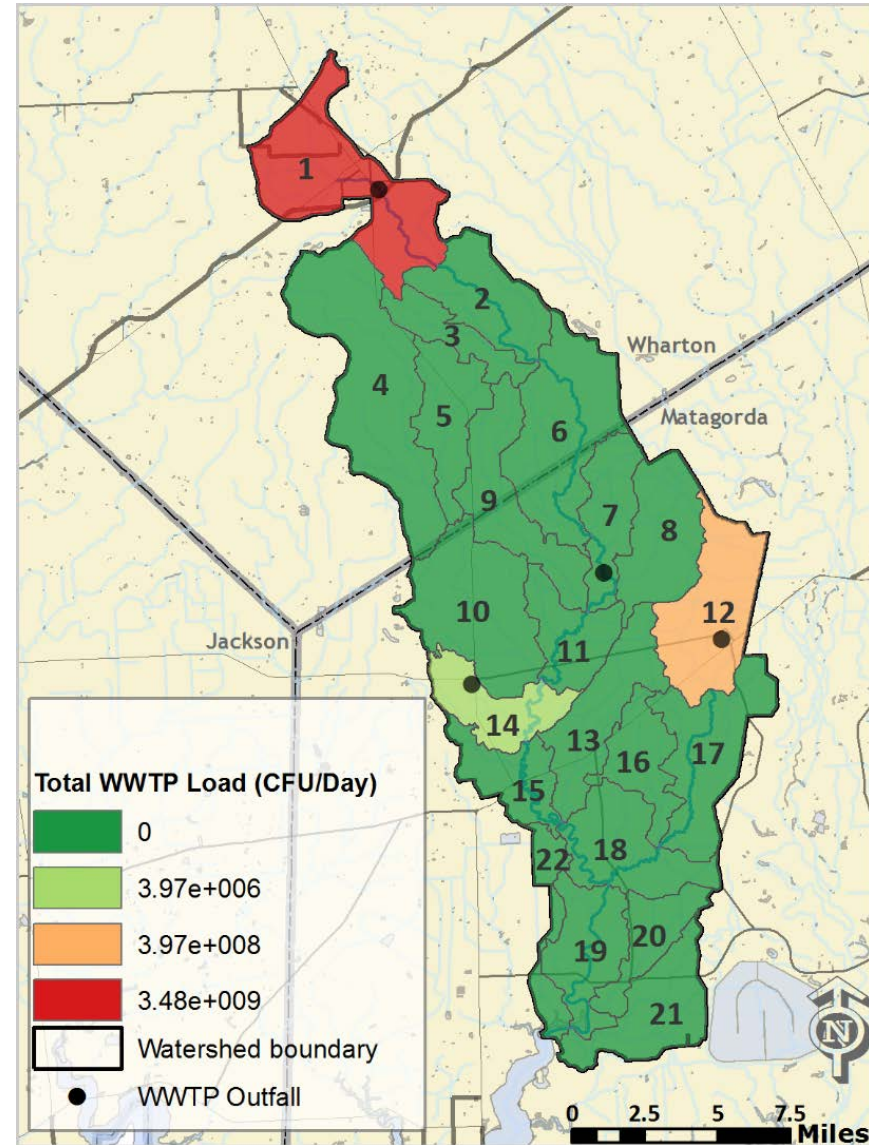 1
2
3
Wharton
4
5
6
Matagorda
9
7
8
10
12
Jackson
11
14
13
16
17
15
22
18
19
20
21
Total WWTP Load (CFU/Day)
0
3.97e+006
3.97e+008
3.48e+009
Watershed boundary
WWTP Outfall
N
0 2.5 5 7.5
Miles